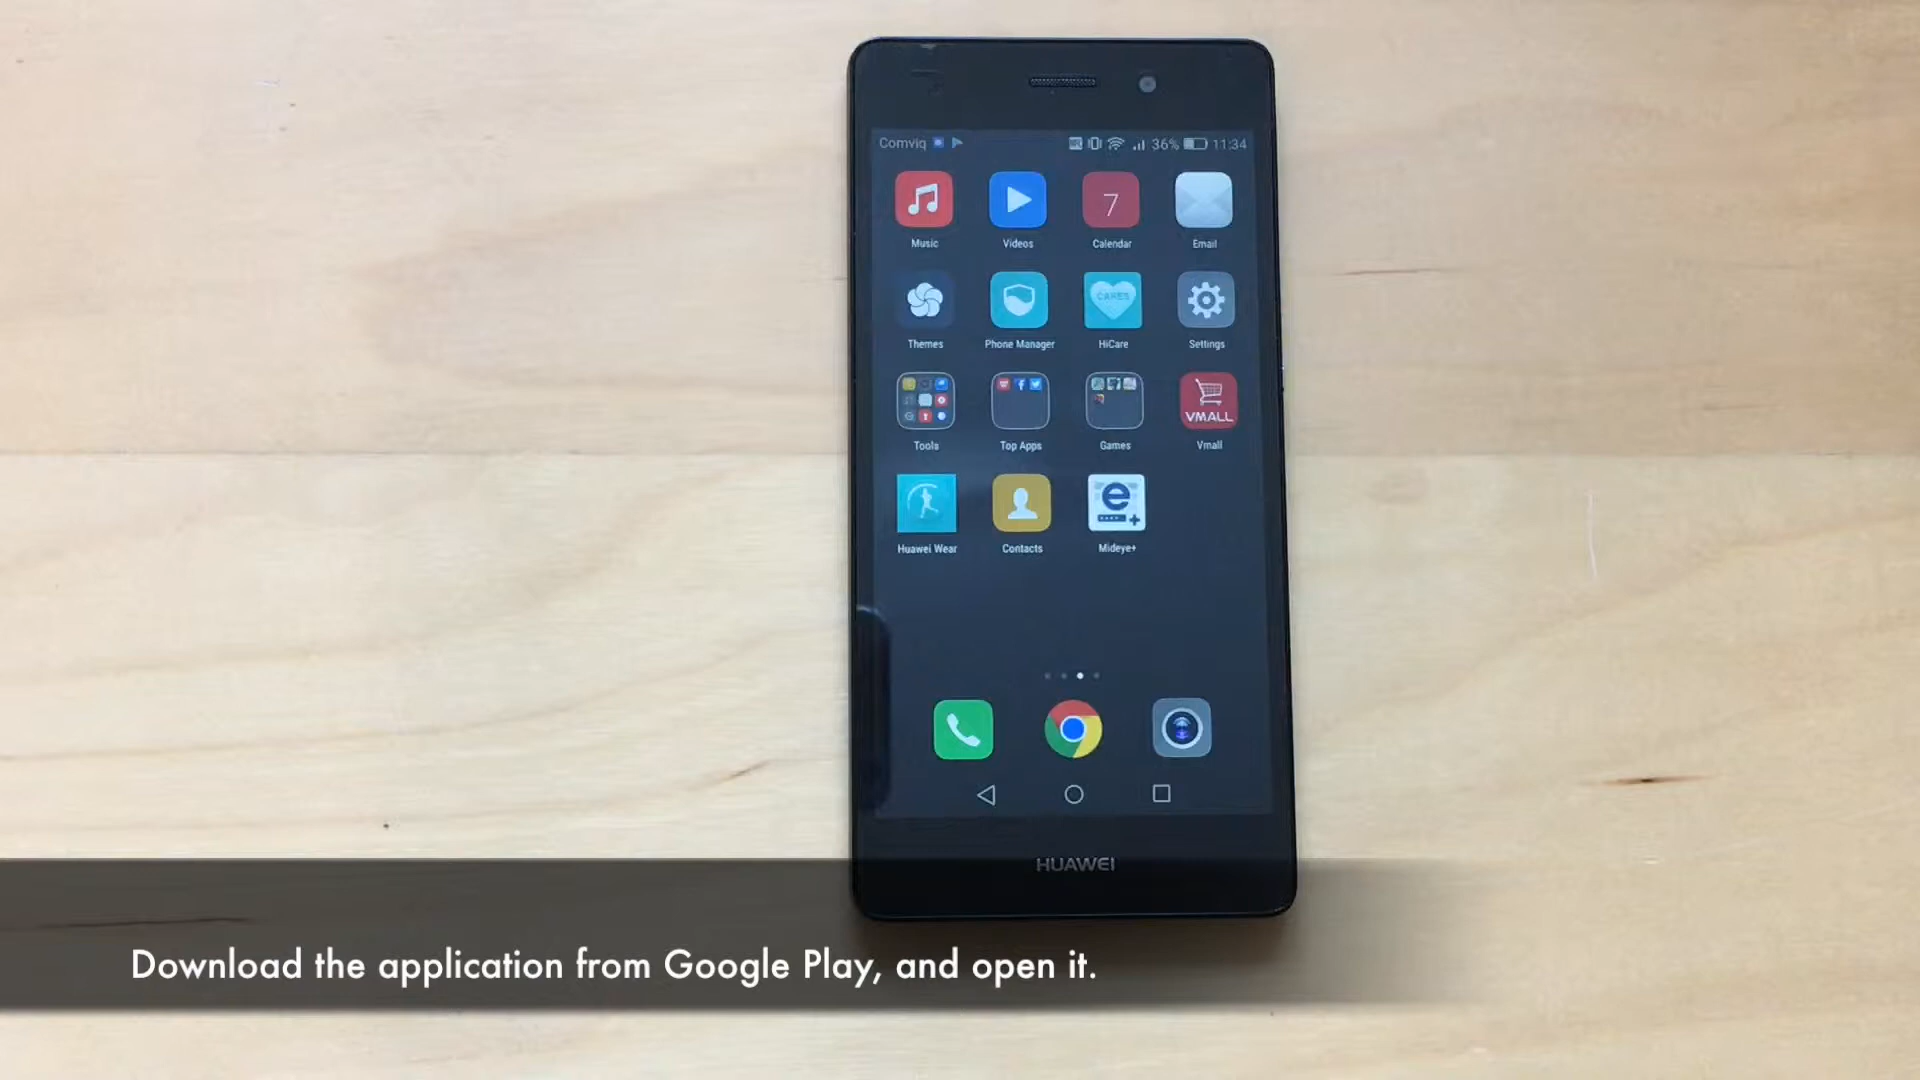 Comviq 36% 11:34
7
Music Videos Calendar Email
CARES
Themes Phone Manager HiCare Settings
VMALL
Tools Top Apps Games Vmall
e
Huawei Wear Contacts Mideye+
HUAWEI
Download the application from Google Play, and open it.